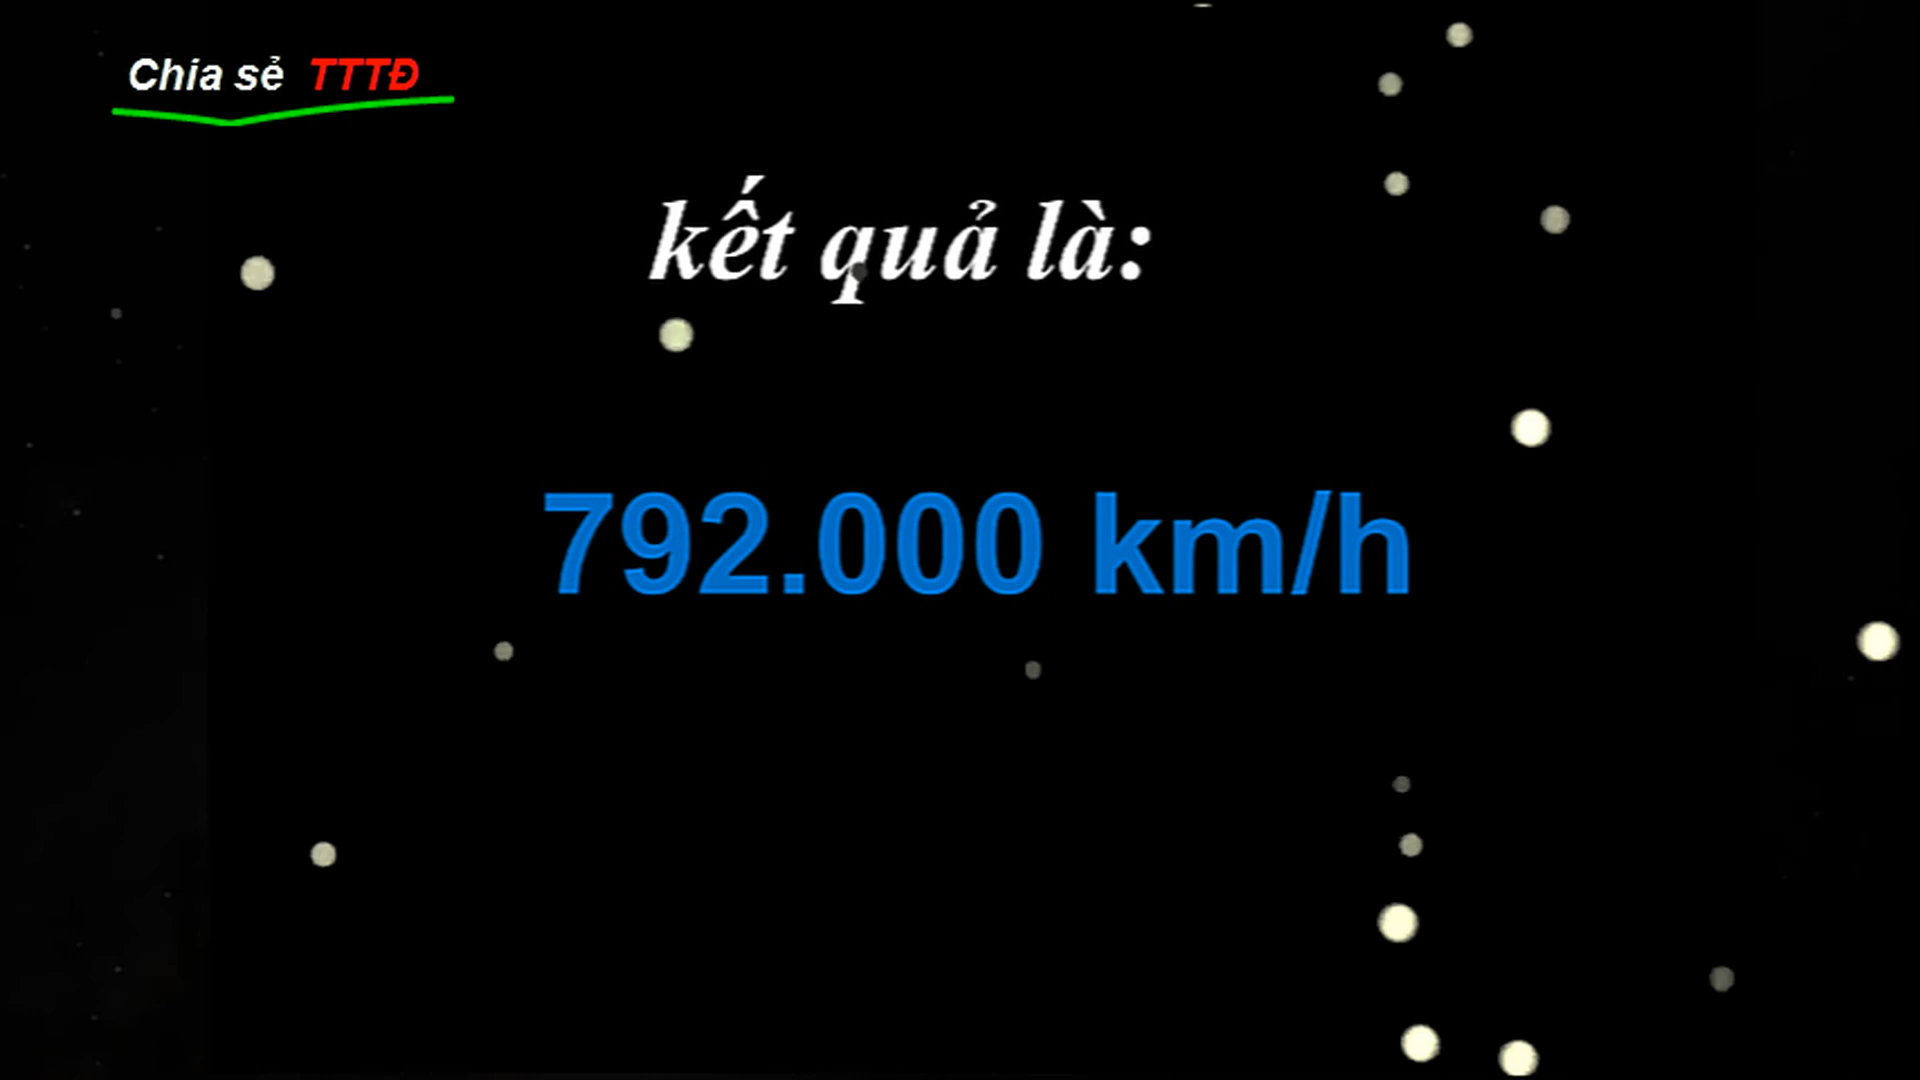 Chia sẻ TTTĐ
kết quả là:
792.000 km/h